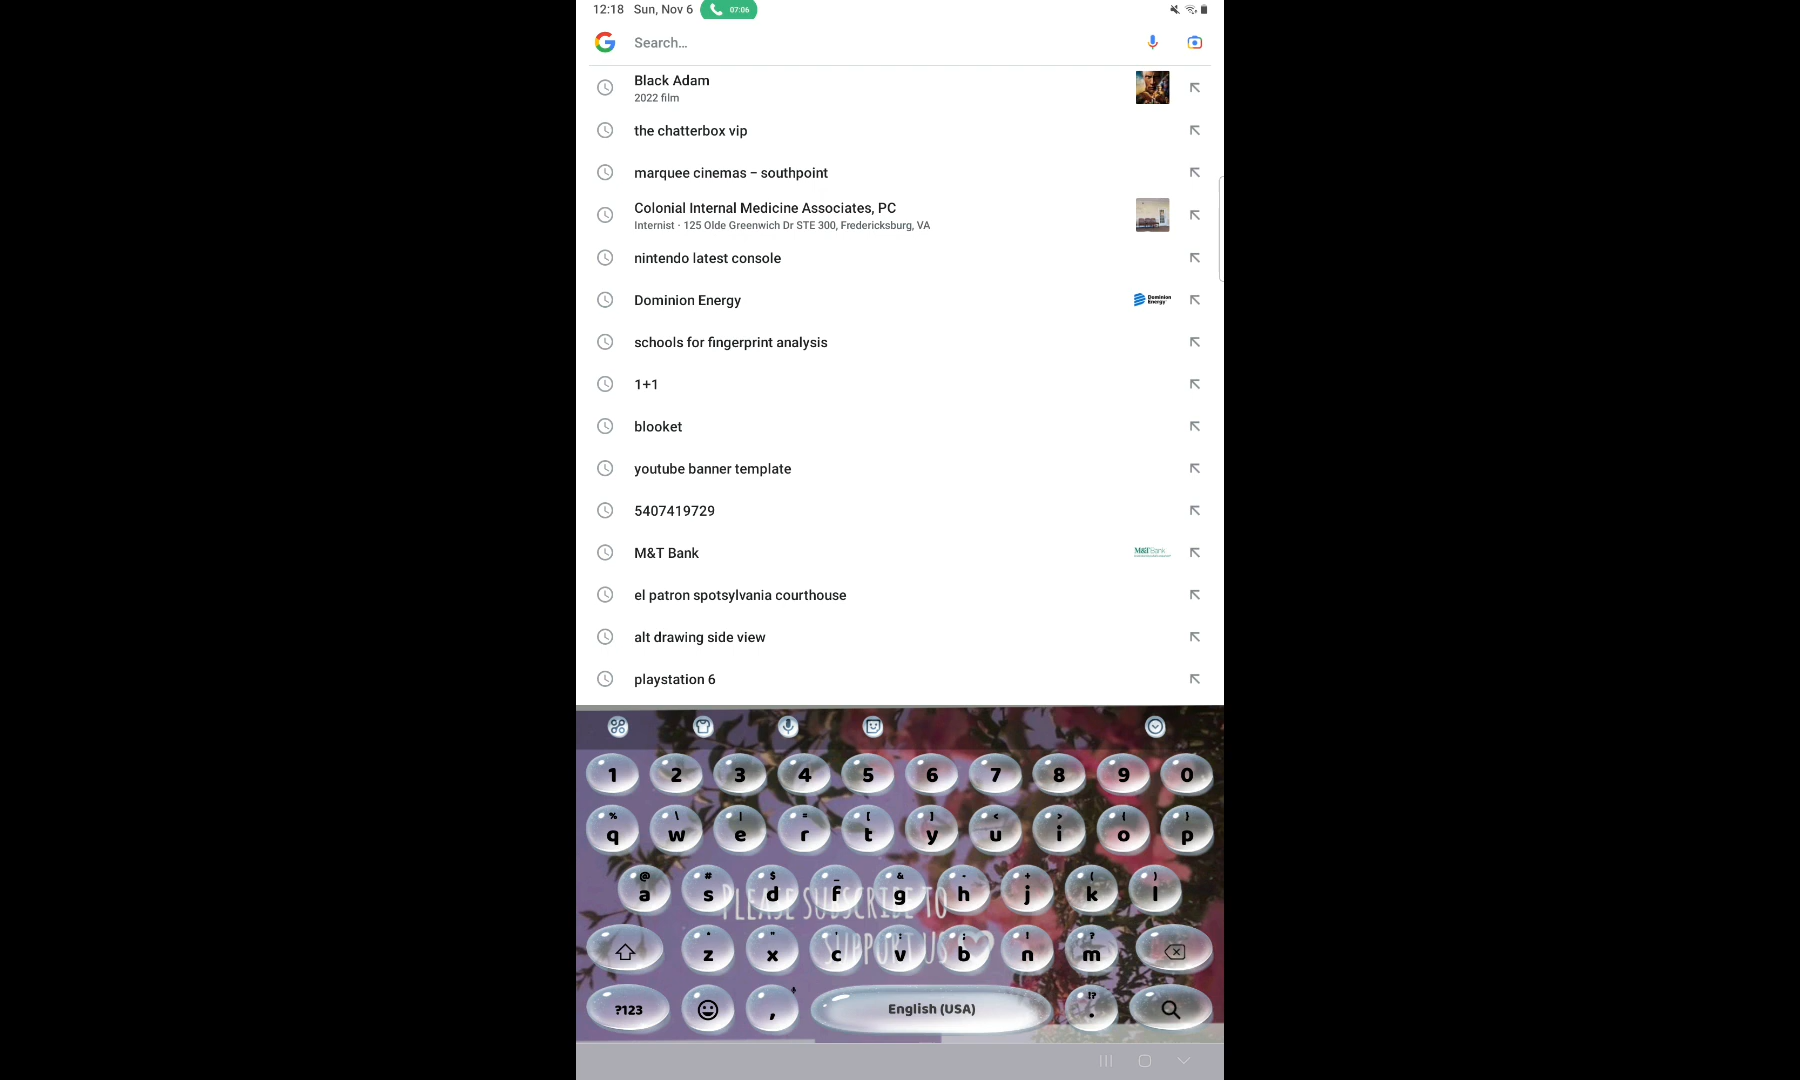 12:18 Sun, Nov 6 07:06
Search...
Black Adam
2022 film
the chatterbox vip
marquee cinemas – southpoint
Colonial Internal Medicine Associates, PC
Internist · 125 Olde Greenwich Dr STE 300, Fredericksburg, VA
nintendo latest console
Dominion Energy
Dominion
Energy
schools for fingerprint analysis
1+1
blooket
youtube banner template
5407419729
M&T Bank
M&T Bank
el patron spotsylvania courthouse
alt drawing side view
playstation 6
1 2 3 4 5 6 7 8 9 0
% \ | = [ ] < > { }
q w e r t y u i o p
@ # $ _ & - + ( )
a s d f g h j k l
PLEASE SUBSCRIBE TO
SUPPORT US
* " ' : ; ! ?
z x c v b n m
?123 , English (USA) !? .